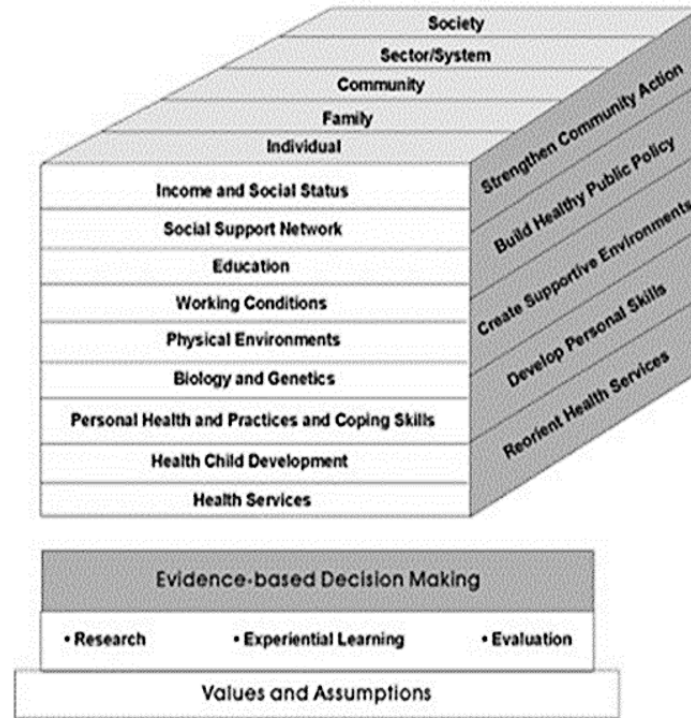 Society
Sector/System
Community
Family
Individual
Income and Social Status
Social Support Network
Education
Working Conditions
Physical Environments
Biology and Genetics
Personal Health and Practices and Coping Skills
Health Child Development
Health Services
Strengthen Community Action
Build Healthy Public Policy
Create Supportive Environments
Develop Personal Skills
Reorient Health Services
Evidence-based Decision Making
• Research • Experiential Learning • Evaluation
Values and Assumptions